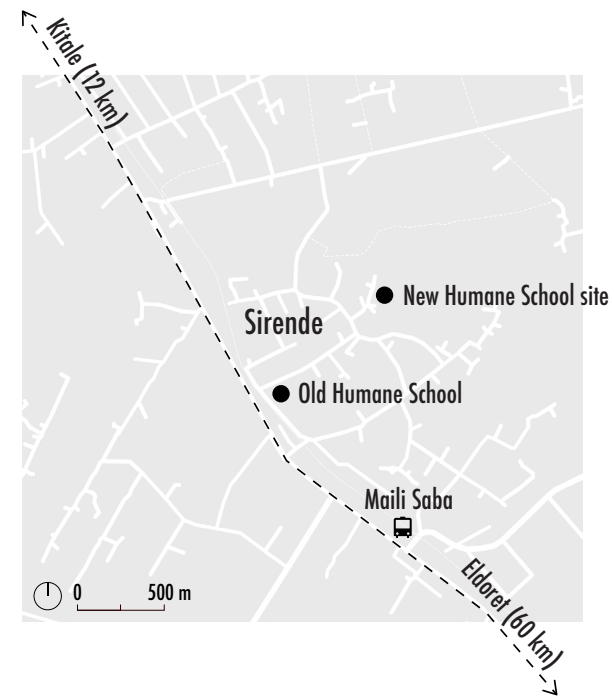 Kitale (12 km)
New Humane School site
Sirende
Old Humane School
Maili Saba
Eldoret (60 km)
0 500 m